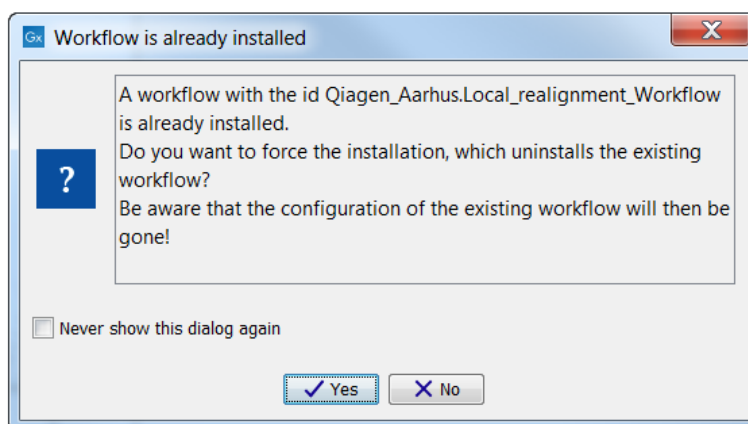 Gx Workflow is already installed
A workflow with the id Qiagen_Aarhus.Local_realignment_Workflow
is already installed.
Do you want to force the installation, which uninstalls the existing
workflow?
Be aware that the configuration of the existing workflow will then be
gone!
?
Never show this dialog again
Yes No